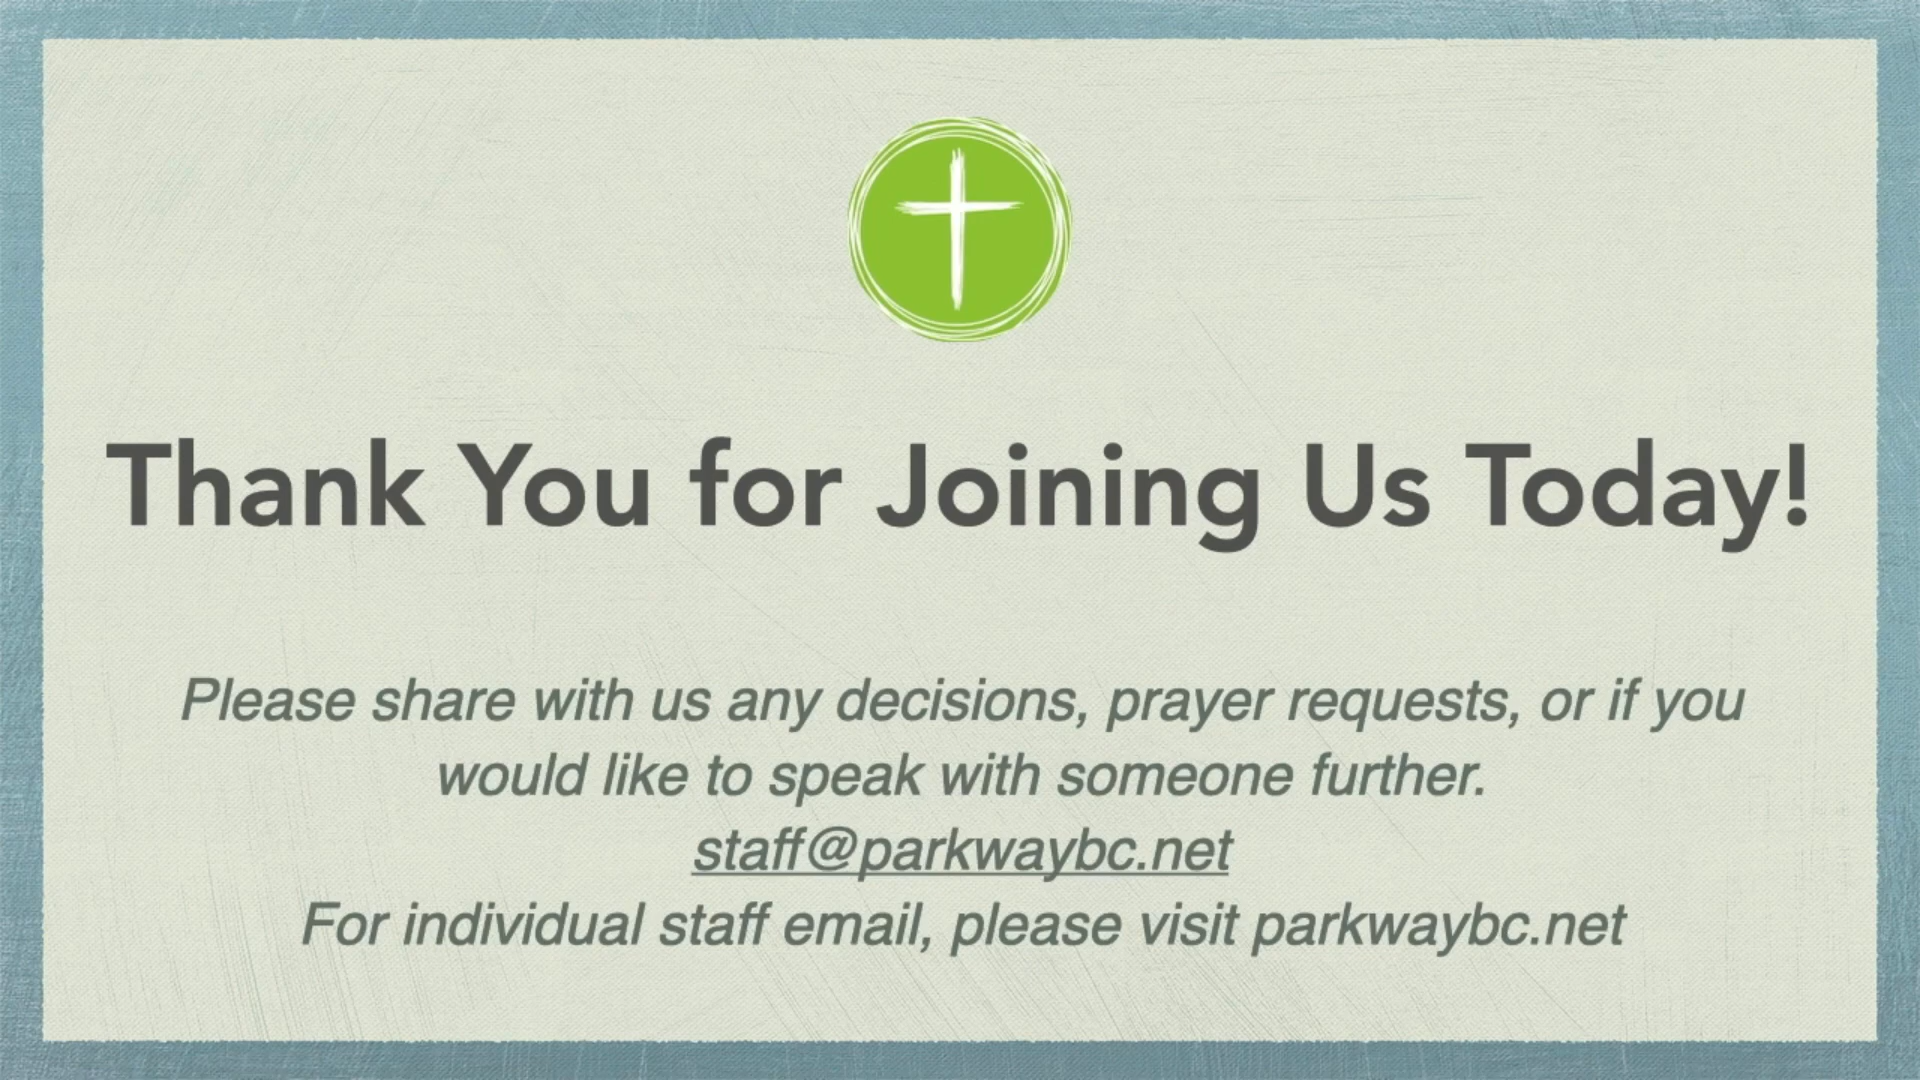 Thank You for Joining Us Today!
Please share with us any decisions, prayer requests, or if you
would like to speak with someone further.
staff@parkwaybc.net
For individual staff email, please visit parkwaybc.net